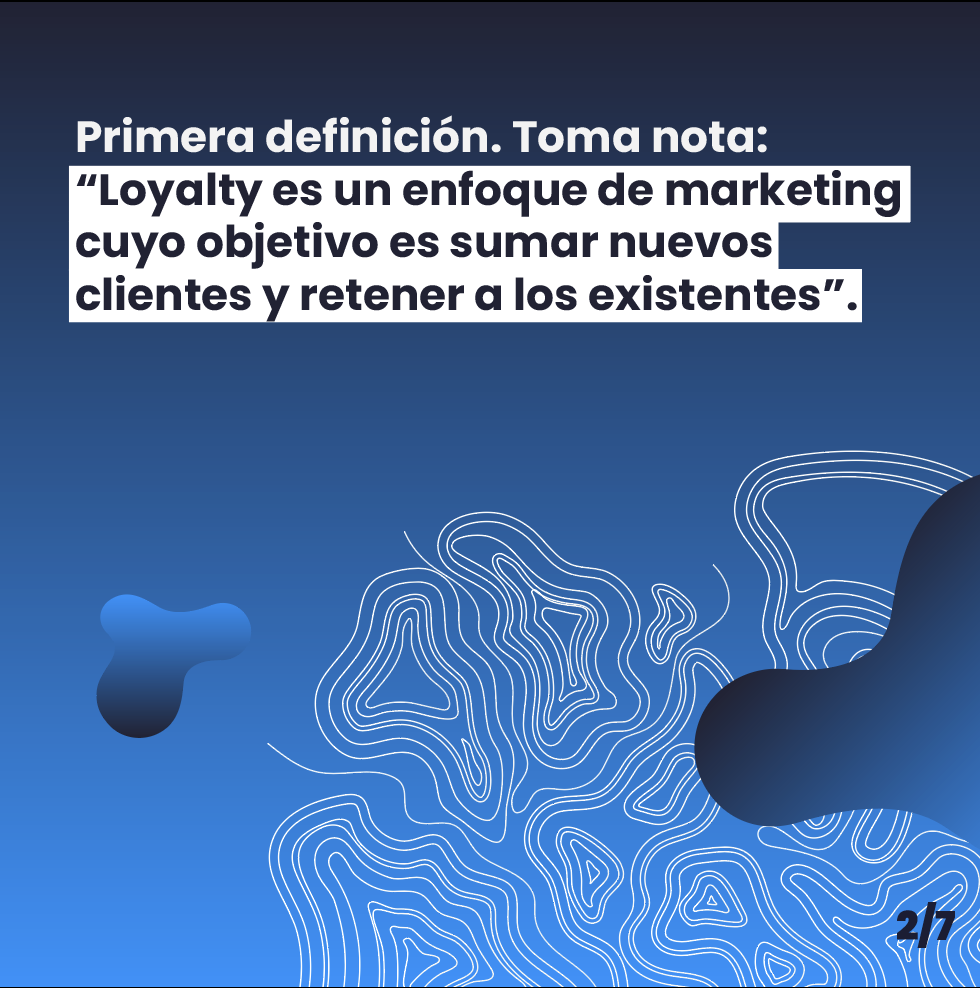 Primera definición. Toma nota:
“Loyalty es un enfoque de marketing
cuyo objetivo es sumar nuevos
clientes y retener a los existentes”.
2/7